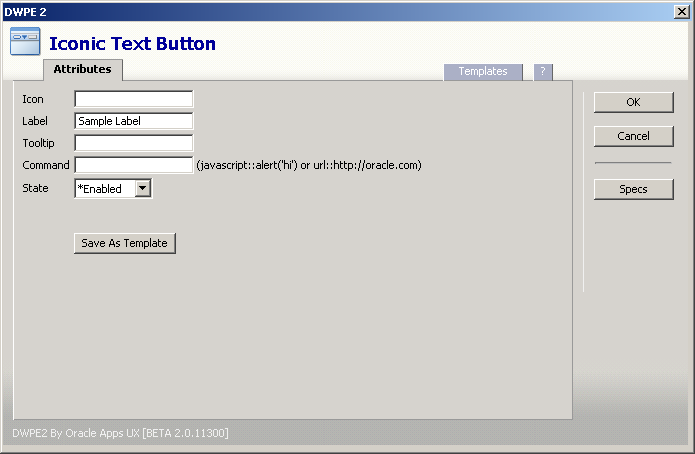 DWPE 2
Iconic Text Button
Attributes
Templates
?
Icon
Label Sample Label
Tooltip
Command (javascript::alert('hi') or url::http://oracle.com)
State *Enabled
Save As Template
OK
Cancel
Specs
DWPE2 By Oracle Apps UX [BETA 2.0.11300]